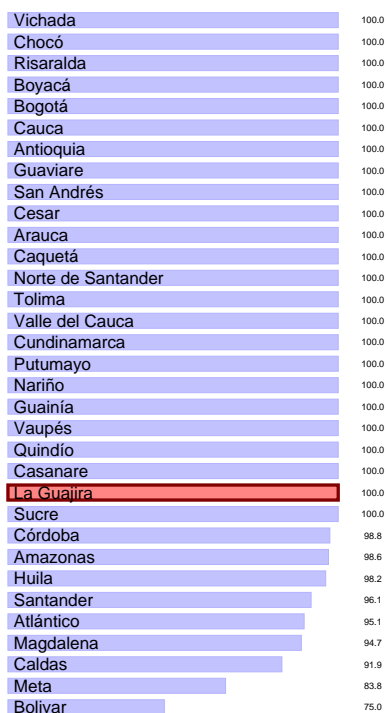 Vichada 100.0
Chocó 100.0
Risaralda 100.0
Boyacá 100.0
Bogotá 100.0
Cauca 100.0
Antioquia 100.0
Guaviare 100.0
San Andrés 100.0
Cesar 100.0
Arauca 100.0
Caquetá 100.0
Norte de Santander 100.0
Tolima 100.0
Valle del Cauca 100.0
Cundinamarca 100.0
Putumayo 100.0
Nariño 100.0
Guainía 100.0
Vaupés 100.0
Quindío 100.0
Casanare 100.0
La Guajira 100.0
Sucre 100.0
Córdoba 98.8
Amazonas 98.6
Huila 98.2
Santander 96.1
Atlántico 95.1
Magdalena 94.7
Caldas 91.9
Meta 83.8
Bolivar 75.0